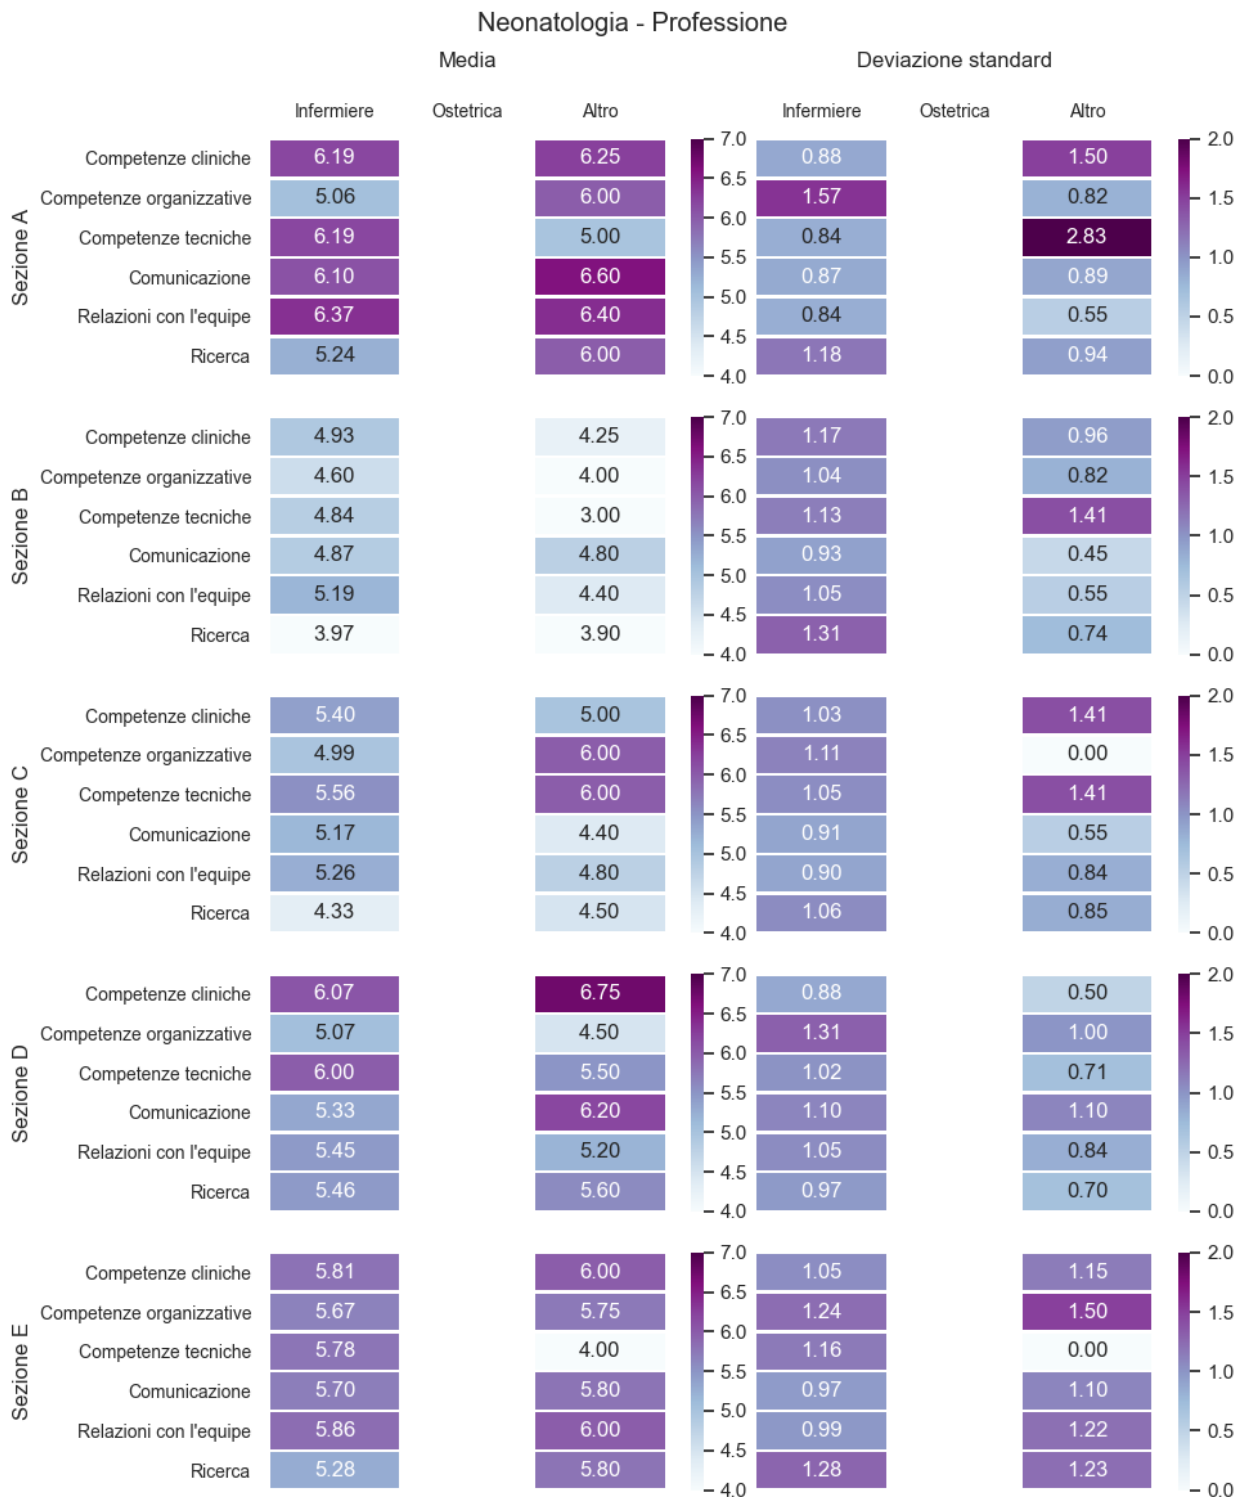 Neonatologia - Professione
Media Deviazione standard
Infermiere Ostetrica Altro Infermiere Ostetrica Altro
Sezione A
Competenze cliniche 6.19 6.25 0.88 1.50
Competenze organizzative 5.06 6.00 1.57 0.82
Competenze tecniche 6.19 5.00 0.84 2.83
Comunicazione 6.10 6.60 0.87 0.89
Relazioni con l'equipe 6.37 6.40 0.84 0.55
Ricerca 5.24 6.00 1.18 0.94
7.0 6.5 6.0 5.5 5.0 4.5 4.0
2.0 1.5 1.0 0.5 0.0
Sezione B
Competenze cliniche 4.93 4.25 1.17 0.96
Competenze organizzative 4.60 4.00 1.04 0.82
Competenze tecniche 4.84 3.00 1.13 1.41
Comunicazione 4.87 4.80 0.93 0.45
Relazioni con l'equipe 5.19 4.40 1.05 0.55
Ricerca 3.97 3.90 1.31 0.74
7.0 6.5 6.0 5.5 5.0 4.5 4.0
2.0 1.5 1.0 0.5 0.0
Sezione C
Competenze cliniche 5.40 5.00 1.03 1.41
Competenze organizzative 4.99 6.00 1.11 0.00
Competenze tecniche 5.56 6.00 1.05 1.41
Comunicazione 5.17 4.40 0.91 0.55
Relazioni con l'equipe 5.26 4.80 0.90 0.84
Ricerca 4.33 4.50 1.06 0.85
7.0 6.5 6.0 5.5 5.0 4.5 4.0
2.0 1.5 1.0 0.5 0.0
Sezione D
Competenze cliniche 6.07 6.75 0.88 0.50
Competenze organizzative 5.07 4.50 1.31 1.00
Competenze tecniche 6.00 5.50 1.02 0.71
Comunicazione 5.33 6.20 1.10 1.10
Relazioni con l'equipe 5.45 5.20 1.05 0.84
Ricerca 5.46 5.60 0.97 0.70
7.0 6.5 6.0 5.5 5.0 4.5 4.0
2.0 1.5 1.0 0.5 0.0
Sezione E
Competenze cliniche 5.81 6.00 1.05 1.15
Competenze organizzative 5.67 5.75 1.24 1.50
Competenze tecniche 5.78 4.00 1.16 0.00
Comunicazione 5.70 5.80 0.97 1.10
Relazioni con l'equipe 5.86 6.00 0.99 1.22
Ricerca 5.28 5.80 1.28 1.23
7.0 6.5 6.0 5.5 5.0 4.5 4.0
2.0 1.5 1.0 0.5 0.0